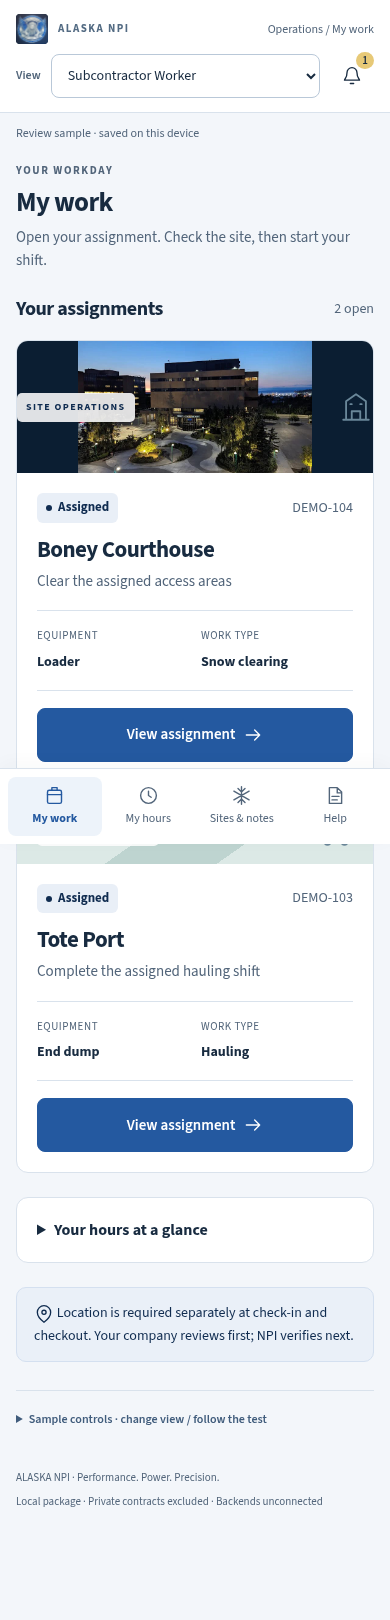 ALASKA NPI
Operations / My work
View
Subcontractor Worker
1
Review sample · saved on this device
YOUR WORKDAY
My work
Open your assignment. Check the site, then start your
shift.
Your assignments
2 open
SITE OPERATIONS
Assigned
DEMO-104
Boney Courthouse
Clear the assigned access areas
EQUIPMENT
WORK TYPE
Loader
Snow clearing
View assignment
My work
My hours
Sites & notes
Help
Assigned
DEMO-103
Tote Port
Complete the assigned hauling shift
EQUIPMENT
WORK TYPE
End dump
Hauling
View assignment
Your hours at a glance
Location is required separately at check-in and
checkout. Your company reviews first; NPI verifies next.
Sample controls · change view / follow the test
ALASKA NPI · Performance. Power. Precision.
Local package · Private contracts excluded · Backends unconnected